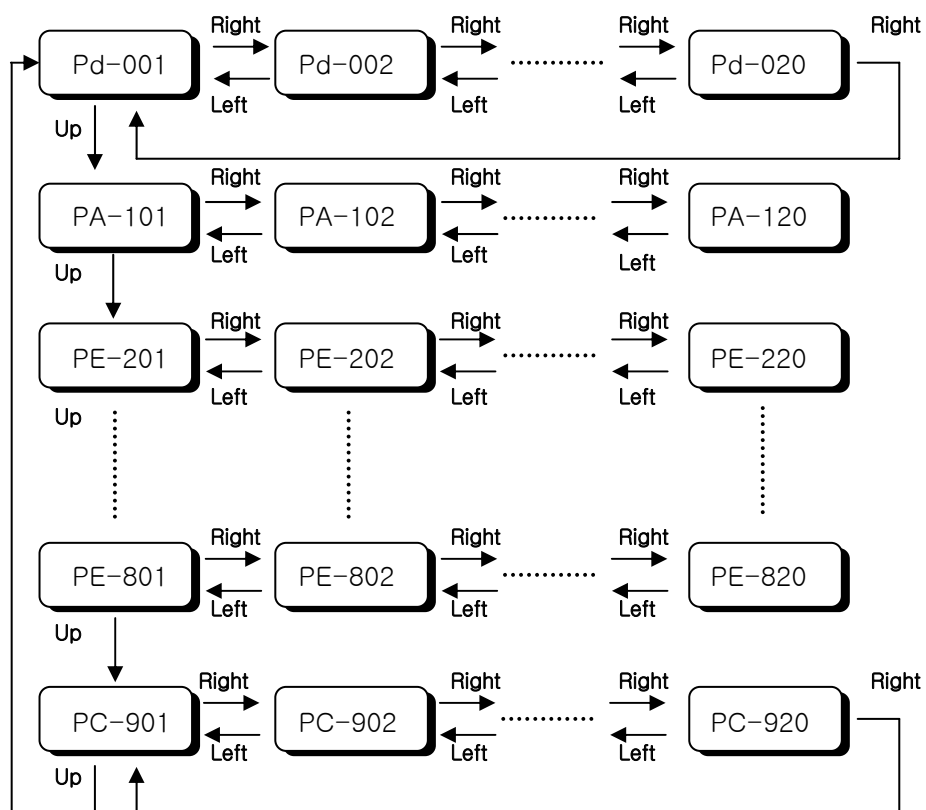 Right Right Right Right
Pd-001 Pd-002 Pd-020
Left Left Left
Up
Right Right Right
PA-101 PA-102 PA-120
Left Left Left
Up
Right Right Right
PE-201 PE-202 PE-220
Left Left Left
Up
Right Right Right
PE-801 PE-802 PE-820
Left Left Left
Up
Right Right Right Right
PC-901 PC-902 PC-920
Left Left Left
Up